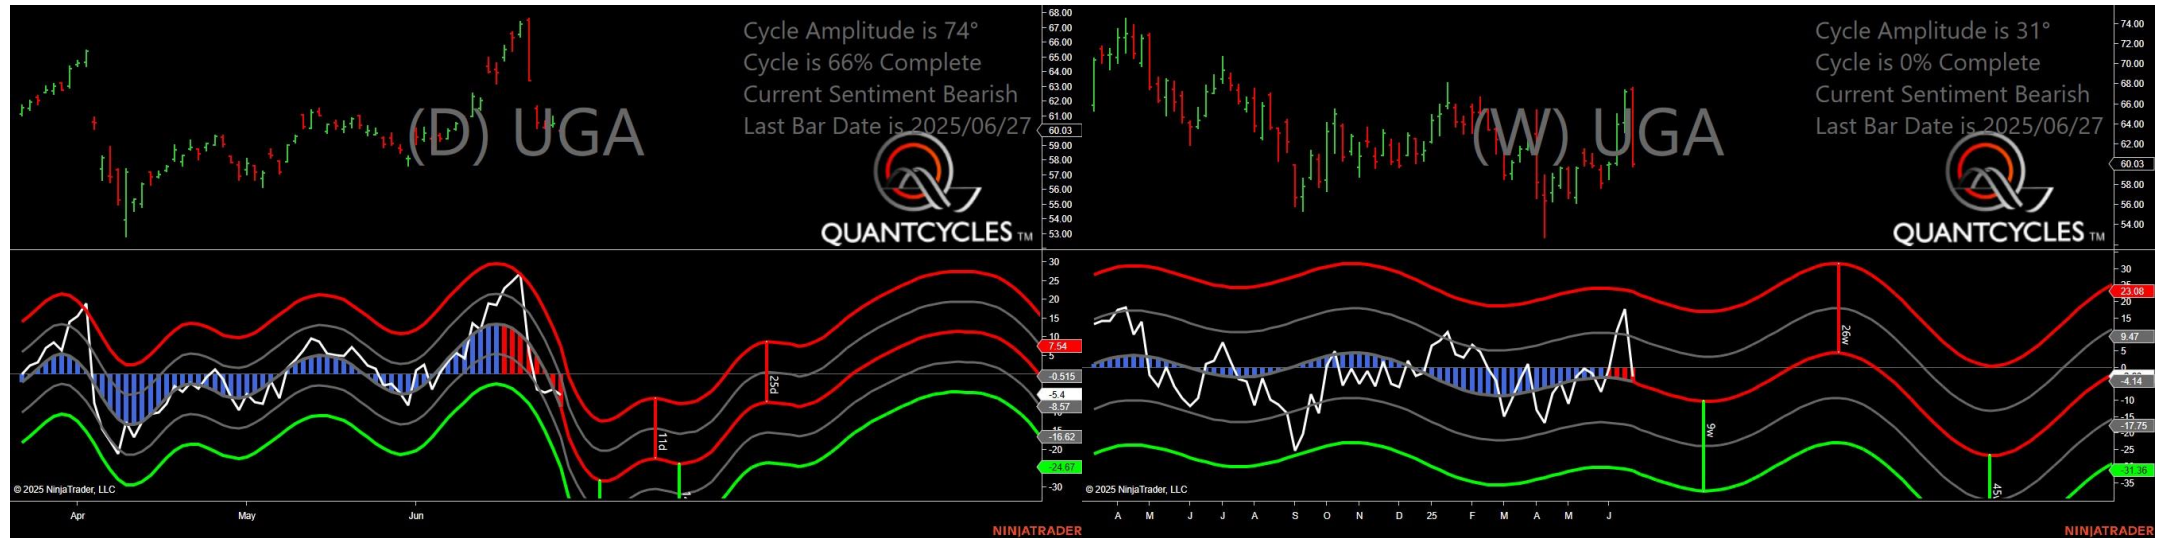 Cycle Amplitude is 74°
Cycle is 66% Complete
Current Sentiment Bearish
Last Bar Date is 2025/06/27
(D) UGA
QUANTCYCLES TM
68.00
67.00
66.00
65.00
64.00
63.00
62.00
61.00
60.03
59.00
58.00
57.00
56.00
55.00
54.00
53.00
30
25
20
15
10
7.54
5
-0.515
-5.4
-8.57
-16.62
-20
-24.67
-30
11d
25d
© 2025 NinjaTrader, LLC
Apr
May
Jun
NINJATRADER
Cycle Amplitude is 31°
Cycle is 0% Complete
Current Sentiment Bearish
Last Bar Date is 2025/06/27
(W) UGA
QUANTCYCLES TM
74.00
72.00
70.00
68.00
66.00
64.00
62.00
60.03
58.00
56.00
54.00
30
23.08
20
15
9.47
5
0
-4.14
-10
-17.75
-25
-31.36
-35
26w
9w
© 2025 NinjaTrader, LLC
A M J J A S O N D 25 F M A M J
NINJATRADER